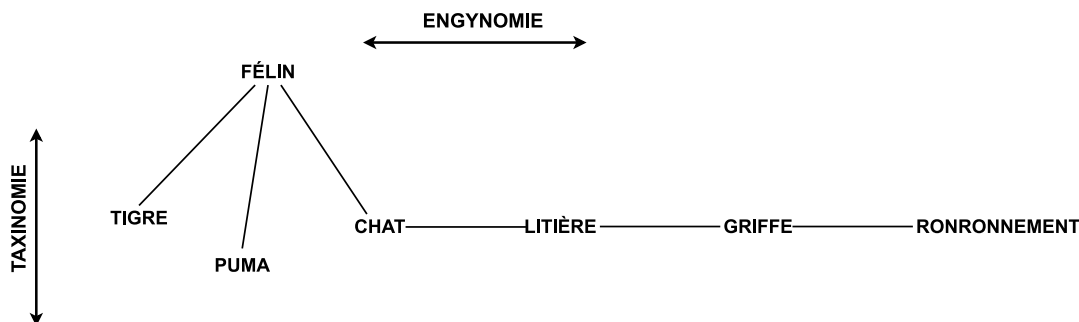 ENGYNOMIE
FÉLIN
TAXINOMIE
TIGRE
PUMA
CHAT LITIÈRE GRIFFE RONRONNEMENT